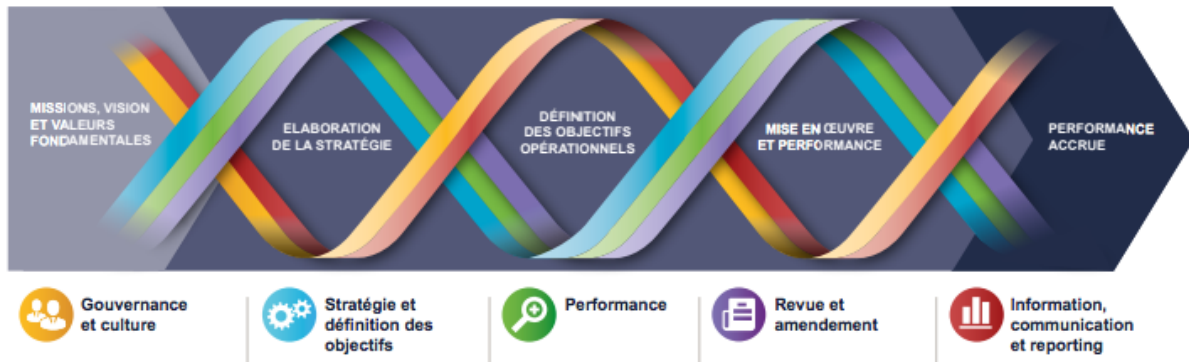 MISSIONS, VISION
ET VALEURS
FONDAMENTALES
ELABORATION
DE LA STRATÉGIE
DÉFINITION
DES OBJECTIFS
OPÉRATIONNELS
MISE EN ŒUVRE
ET PERFORMANCE
PERFORMANCE
ACCRUE
Gouvernance
et culture
Stratégie et
définition des
objectifs
Performance
Revue et
amendement
Information,
communication
et reporting